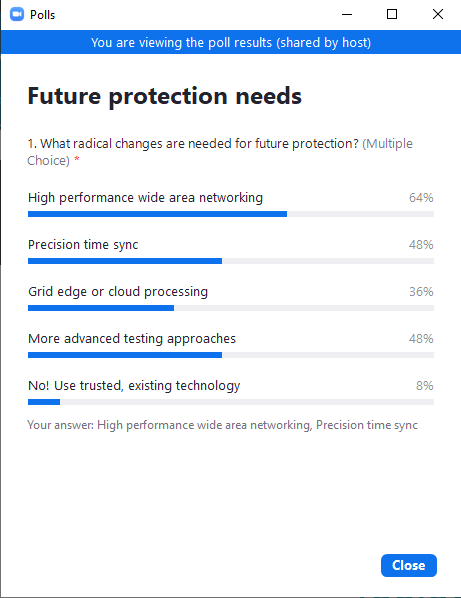 Polls
You are viewing the poll results (shared by host)
Future protection needs
1. What radical changes are needed for future protection? (Multiple
Choice) *
High performance wide area networking 64%
Precision time sync 48%
Grid edge or cloud processing 36%
More advanced testing approaches 48%
No! Use trusted, existing technology 8%
Your answer: High performance wide area networking, Precision time sync
Close